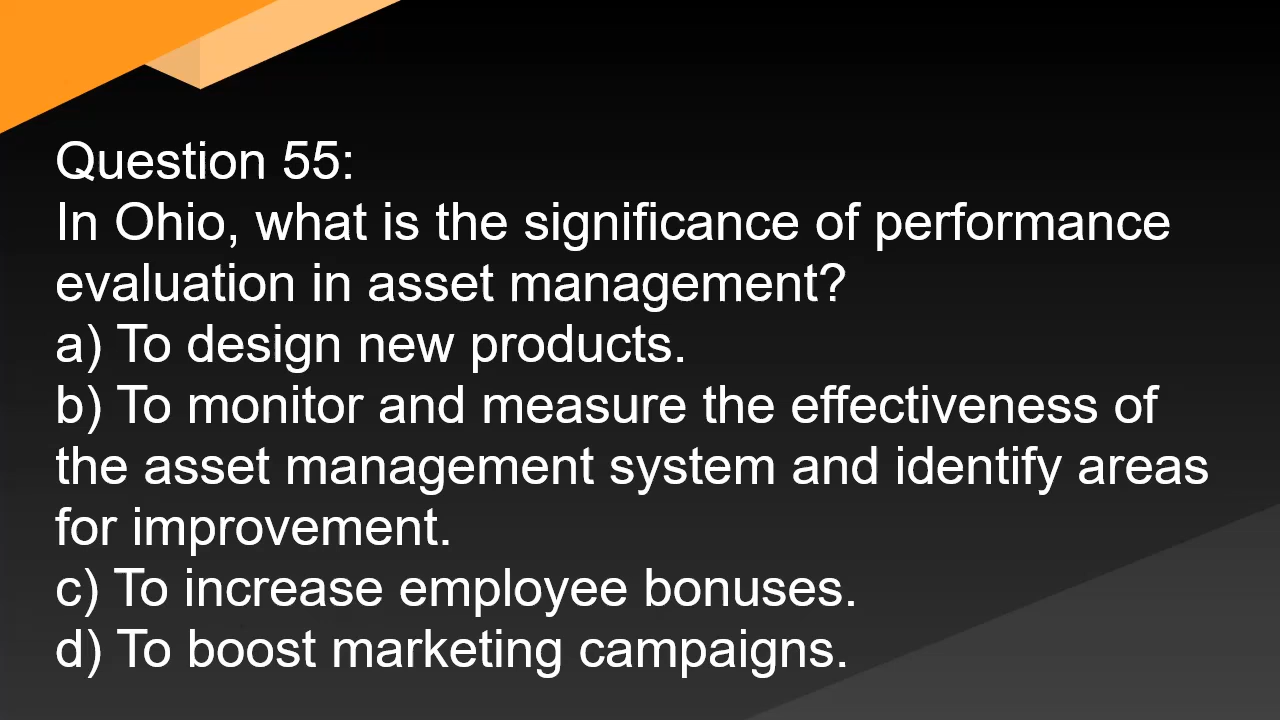 Question 55:
In Ohio, what is the significance of performance
evaluation in asset management?
a) To design new products.
b) To monitor and measure the effectiveness of
the asset management system and identify areas
for improvement.
c) To increase employee bonuses.
d) To boost marketing campaigns.